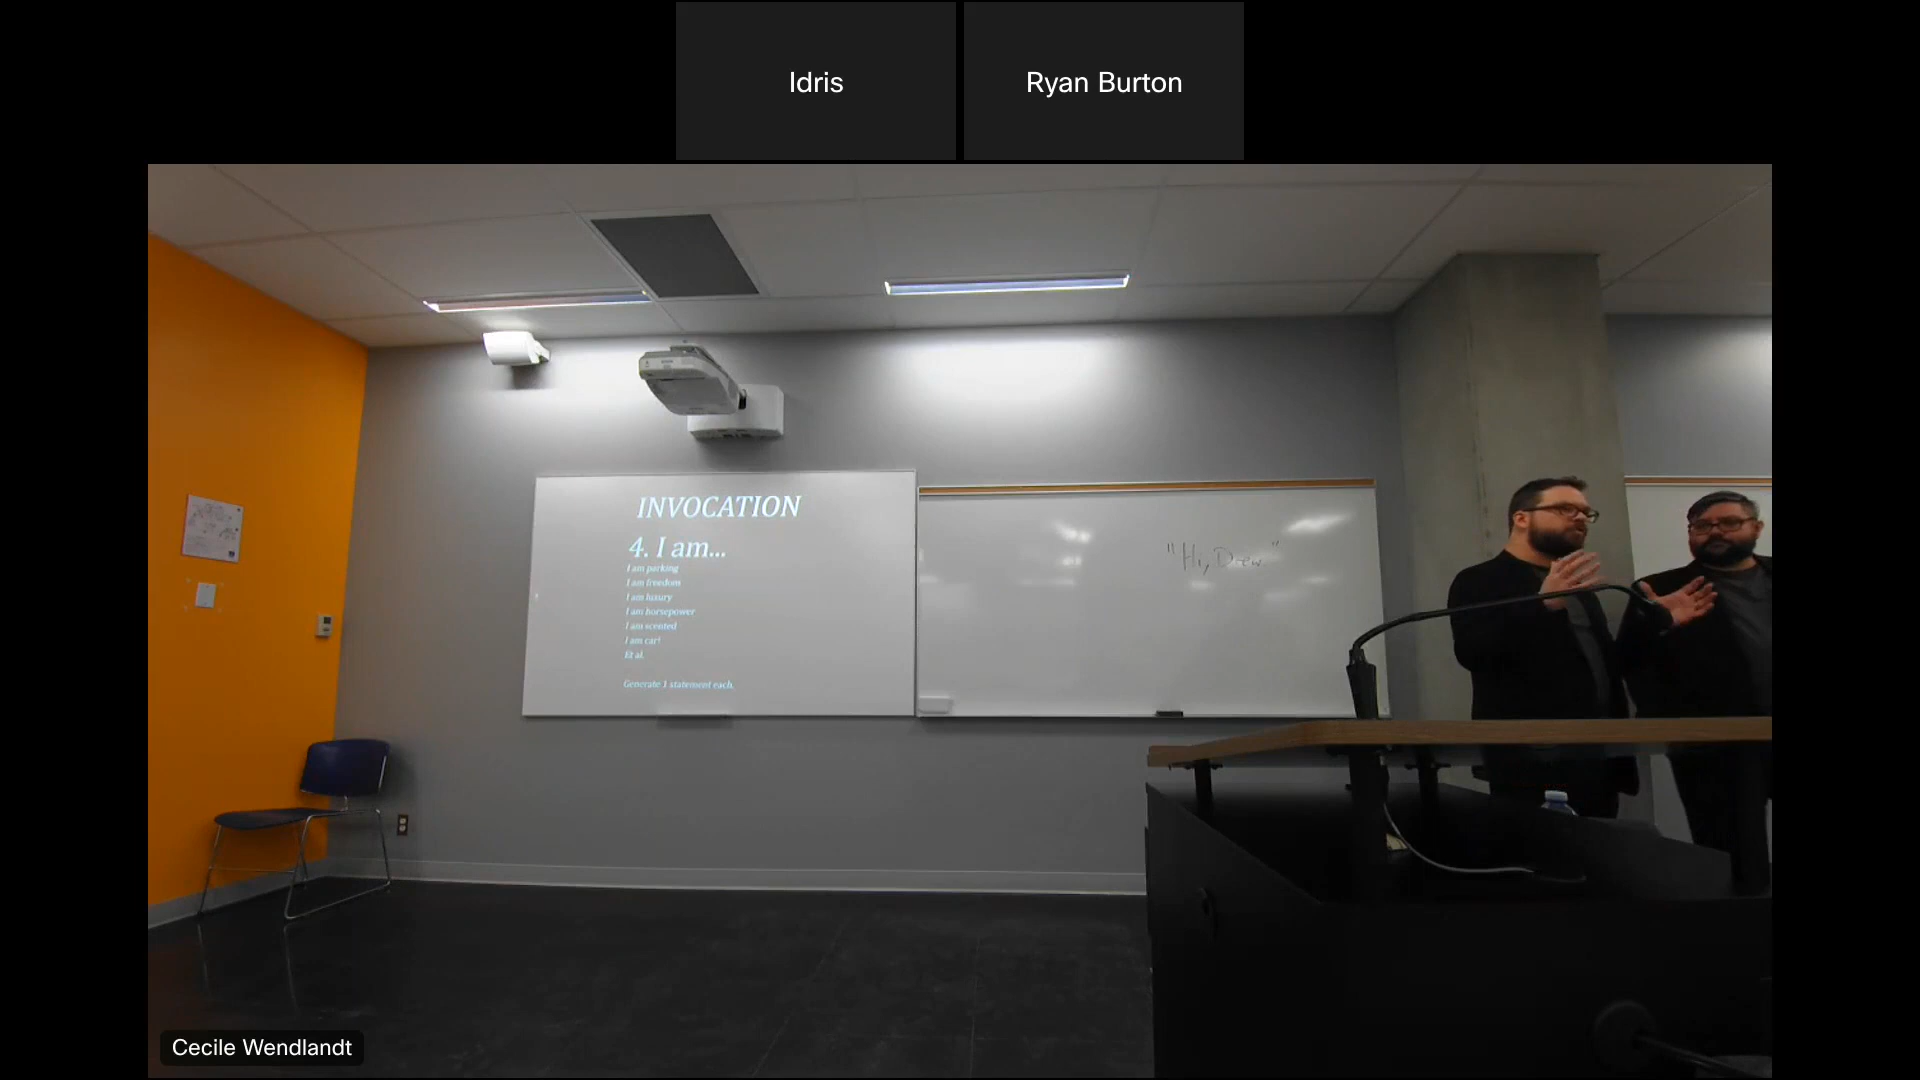 Idris
Ryan Burton
INVOCATION
4. I am...
I am parking
I am freedom
I am luxury
I am horsepower
I am scented
I am car!
Et al.
Generate 1 statement each.
"Hi, Drew"
Cecile Wendlandt